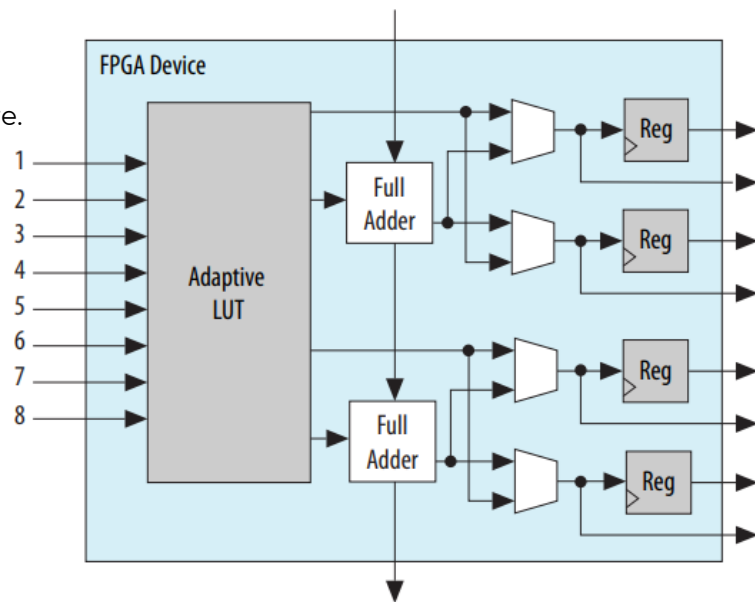 FPGA Device
re.
1
2
3
4
5
6
7
8
Adaptive
LUT
Full
Adder
Full
Adder
Reg
Reg
Reg
Reg